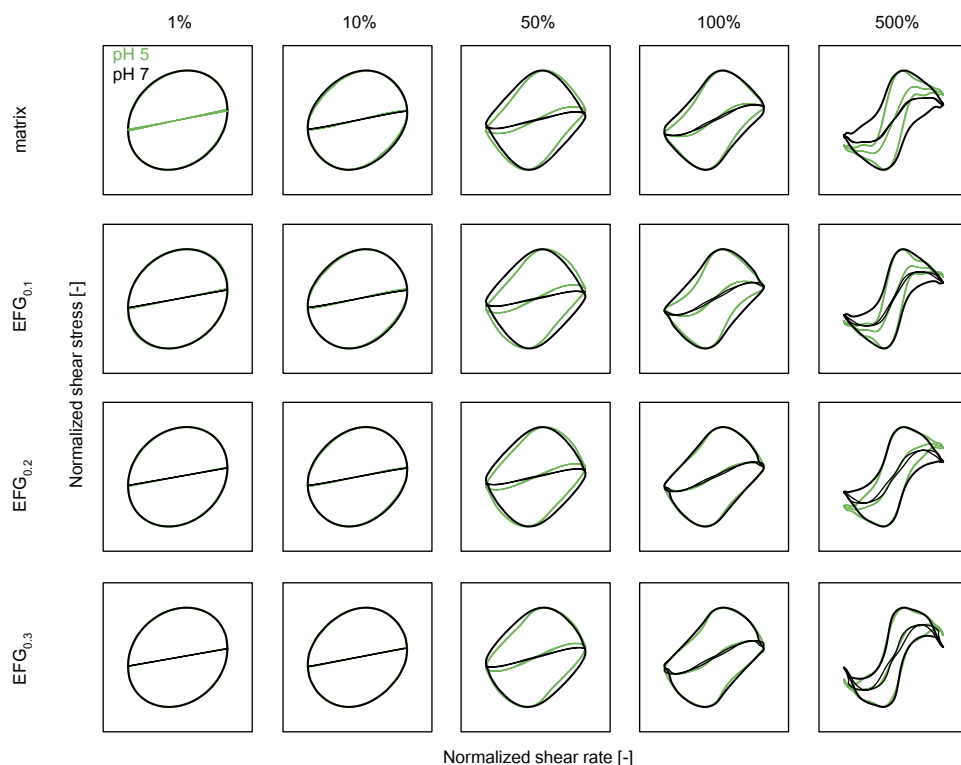 1% 10% 50% 100% 500%
pH 5
pH 7
matrix
EFG0.1
EFG0.2
EFG0.3
Normalized shear stress [-]
Normalized shear rate [-]